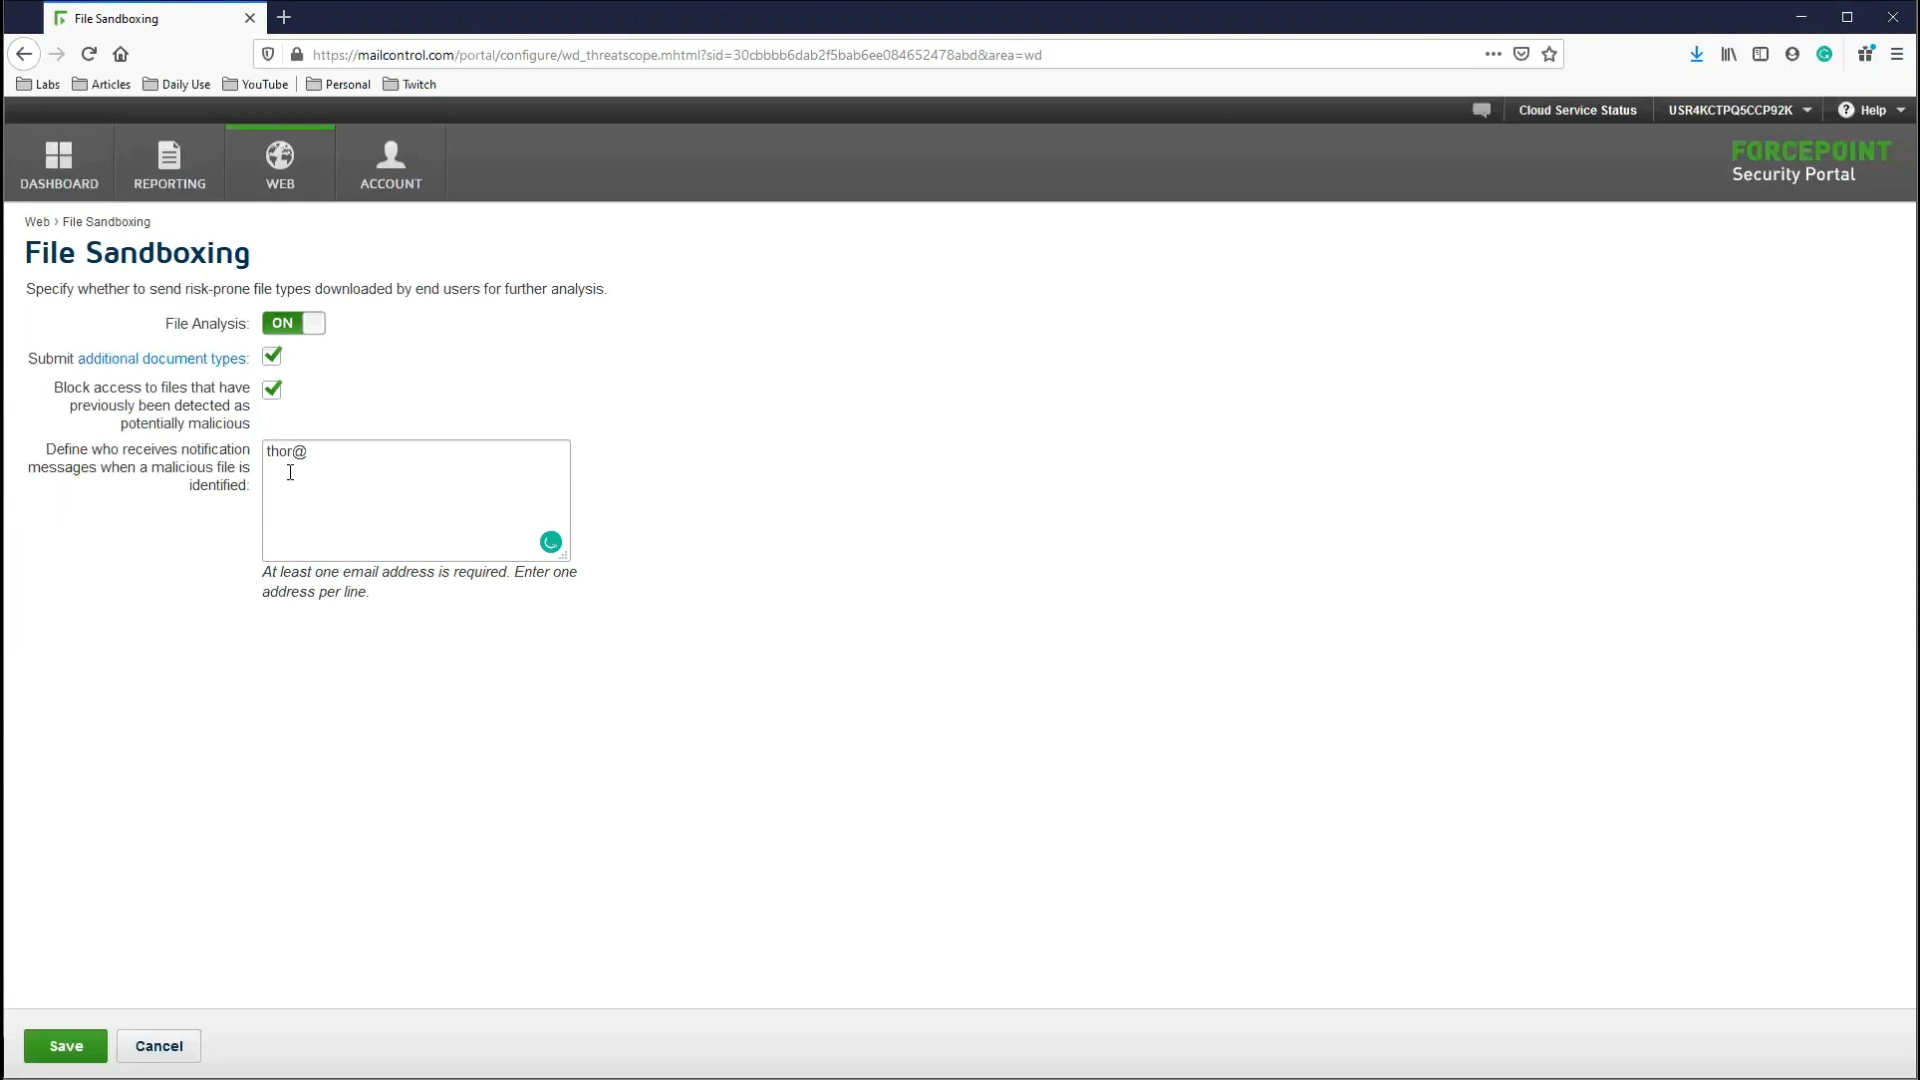 File Sandboxing
https://mailcontrol.com/portal/configure/wd_threatscope.mhtml?sid=30cbbbb6dab2f5bab6ee084652478abd&area=wd
Labs Articles Daily Use YouTube Personal Twitch
Cloud Service Status USR4KCTPQ5CCP92K Help
DASHBOARD REPORTING WEB ACCOUNT
FORCEPOINT
Security Portal
Web › File Sandboxing
File Sandboxing
Specify whether to send risk-prone file types downloaded by end users for further analysis.
File Analysis: ON
Submit additional document types:
Block access to files that have
previously been detected as
potentially malicious
Define who receives notification
messages when a malicious file is
identified:
thor@
At least one email address is required. Enter one
address per line.
Save Cancel